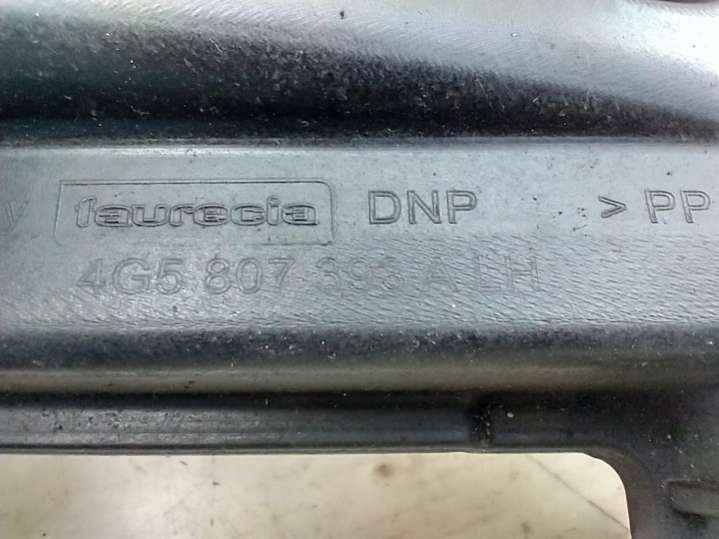 faurecia DNP > PP
4G5 807 393 A LH